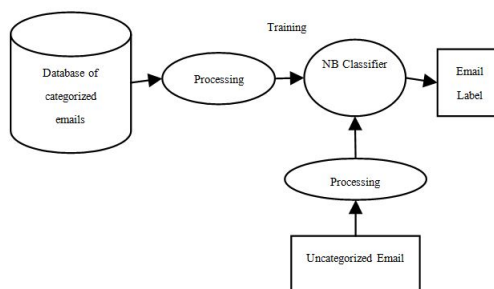 Training
Database of
categorized
emails
Processing
NB Classifier
Email
Label
Processing
Uncategorized Email